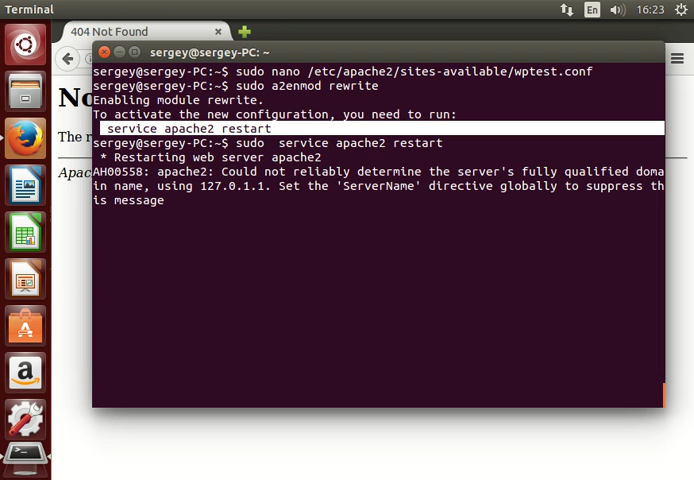 Terminal
En
16:23
404 Not Found
sergey@sergey-PC: ~
sergey@sergey-PC:~$ sudo nano /etc/apache2/sites-available/wptest.conf
sergey@sergey-PC:~$ sudo a2enmod rewrite
Enabling module rewrite.
To activate the new configuration, you need to run:
service apache2 restart
sergey@sergey-PC:~$ sudo  service apache2 restart
* Restarting web server apache2
AH00558: apache2: Could not reliably determine the server's fully qualified doma
in name, using 127.0.1.1. Set the 'ServerName' directive globally to suppress th
is message
No
The r
Apac